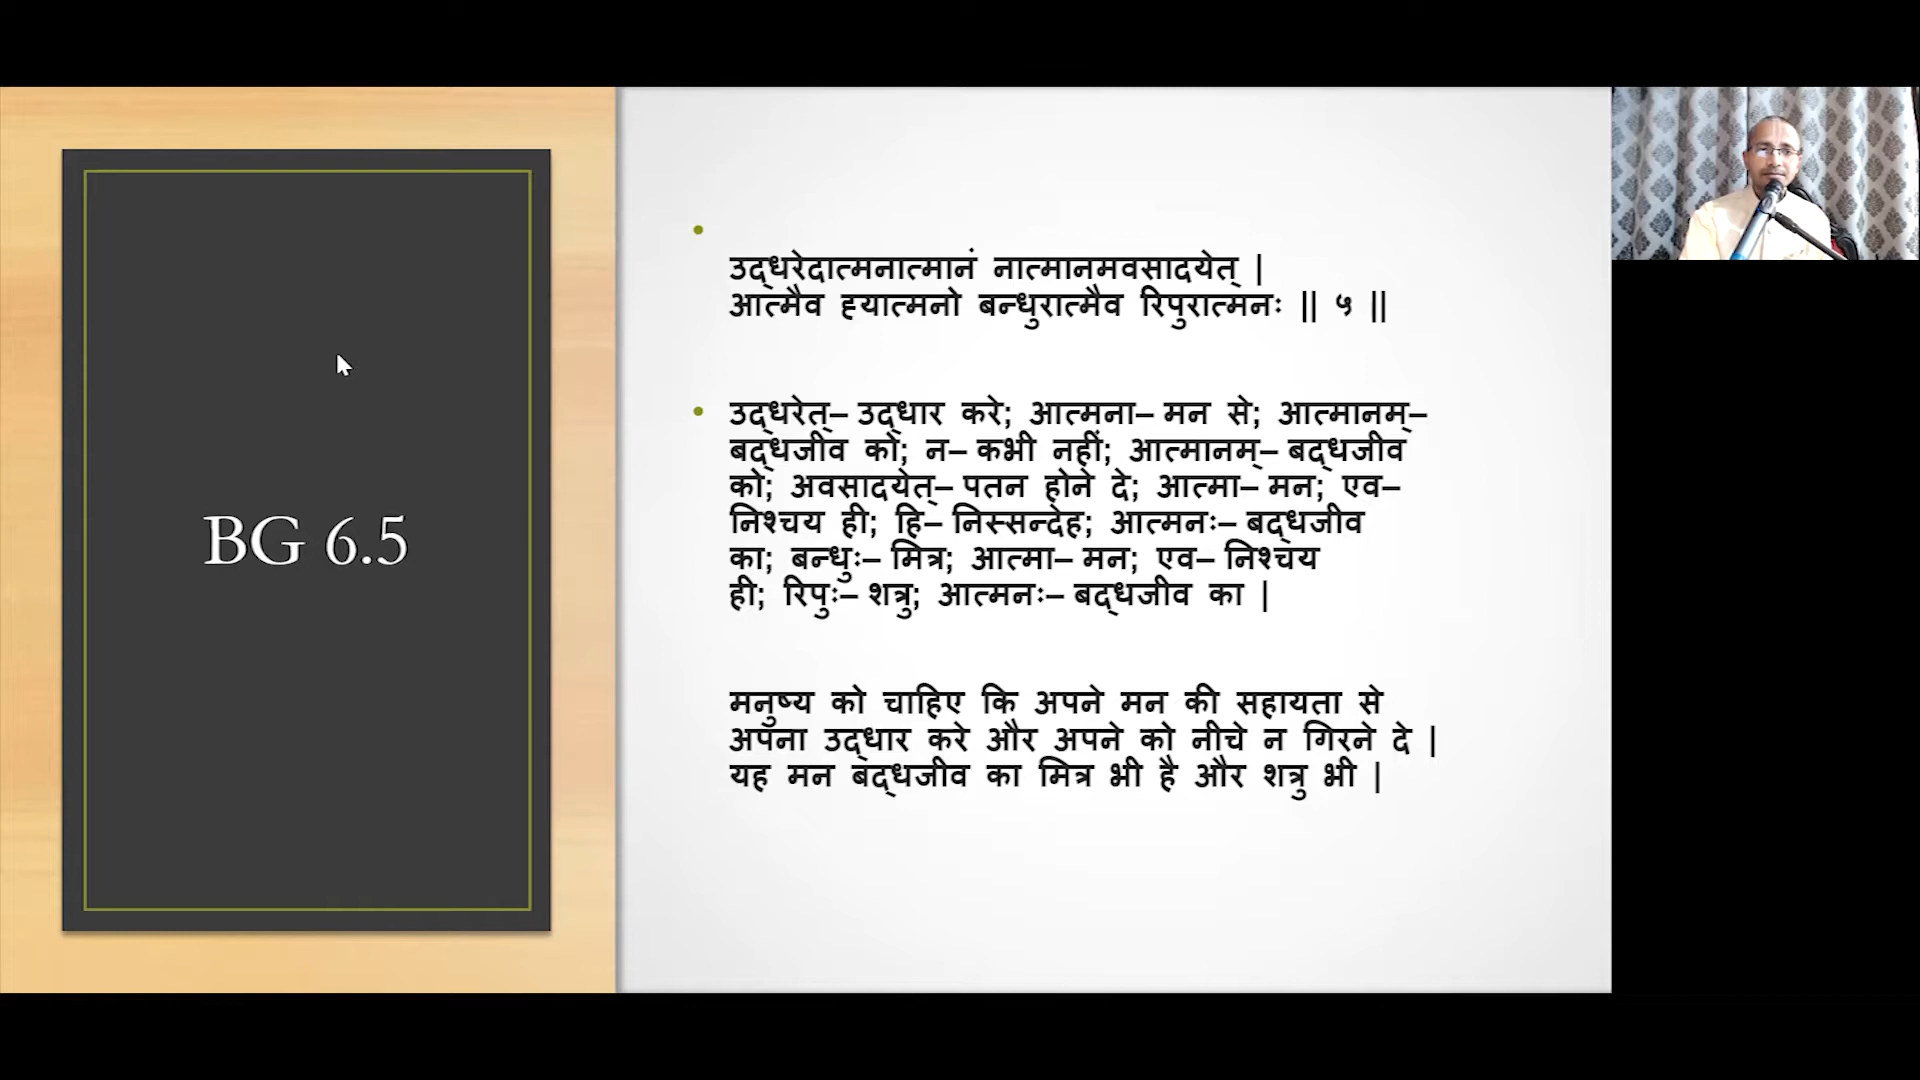 BG 6.5
उद्धरेदात्मनात्मानं नात्मानमवसादयेत् |
आत्मैव ह्यात्मनो बन्धुरात्मैव रिपुरात्मनः || ५ ||
उद्धरेत्– उद्धार करे; आत्मना– मन से; आत्मानम्–
बद्धजीव को; न– कभी नहीं; आत्मानम्– बद्धजीव
को; अवसादयेत्– पतन होने दे; आत्मा– मन; एव–
निश्चय ही; हि– निस्सन्देह; आत्मनः– बद्धजीव
का; बन्धुः– मित्र; आत्मा– मन; एव– निश्चय
ही; रिपुः– शत्रु; आत्मनः– बद्धजीव का |
मनुष्य को चाहिए कि अपने मन की सहायता से
अपना उद्धार करे और अपने को नीचे न गिरने दे |
यह मन बद्धजीव का मित्र भी है और शत्रु भी |